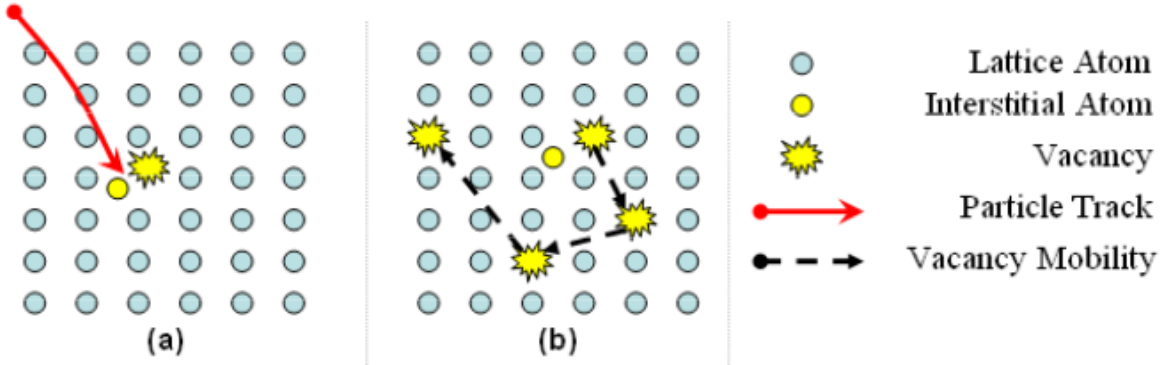 Lattice Atom
Interstitial Atom
Vacancy
Particle Track
Vacancy Mobility
(a)
(b)